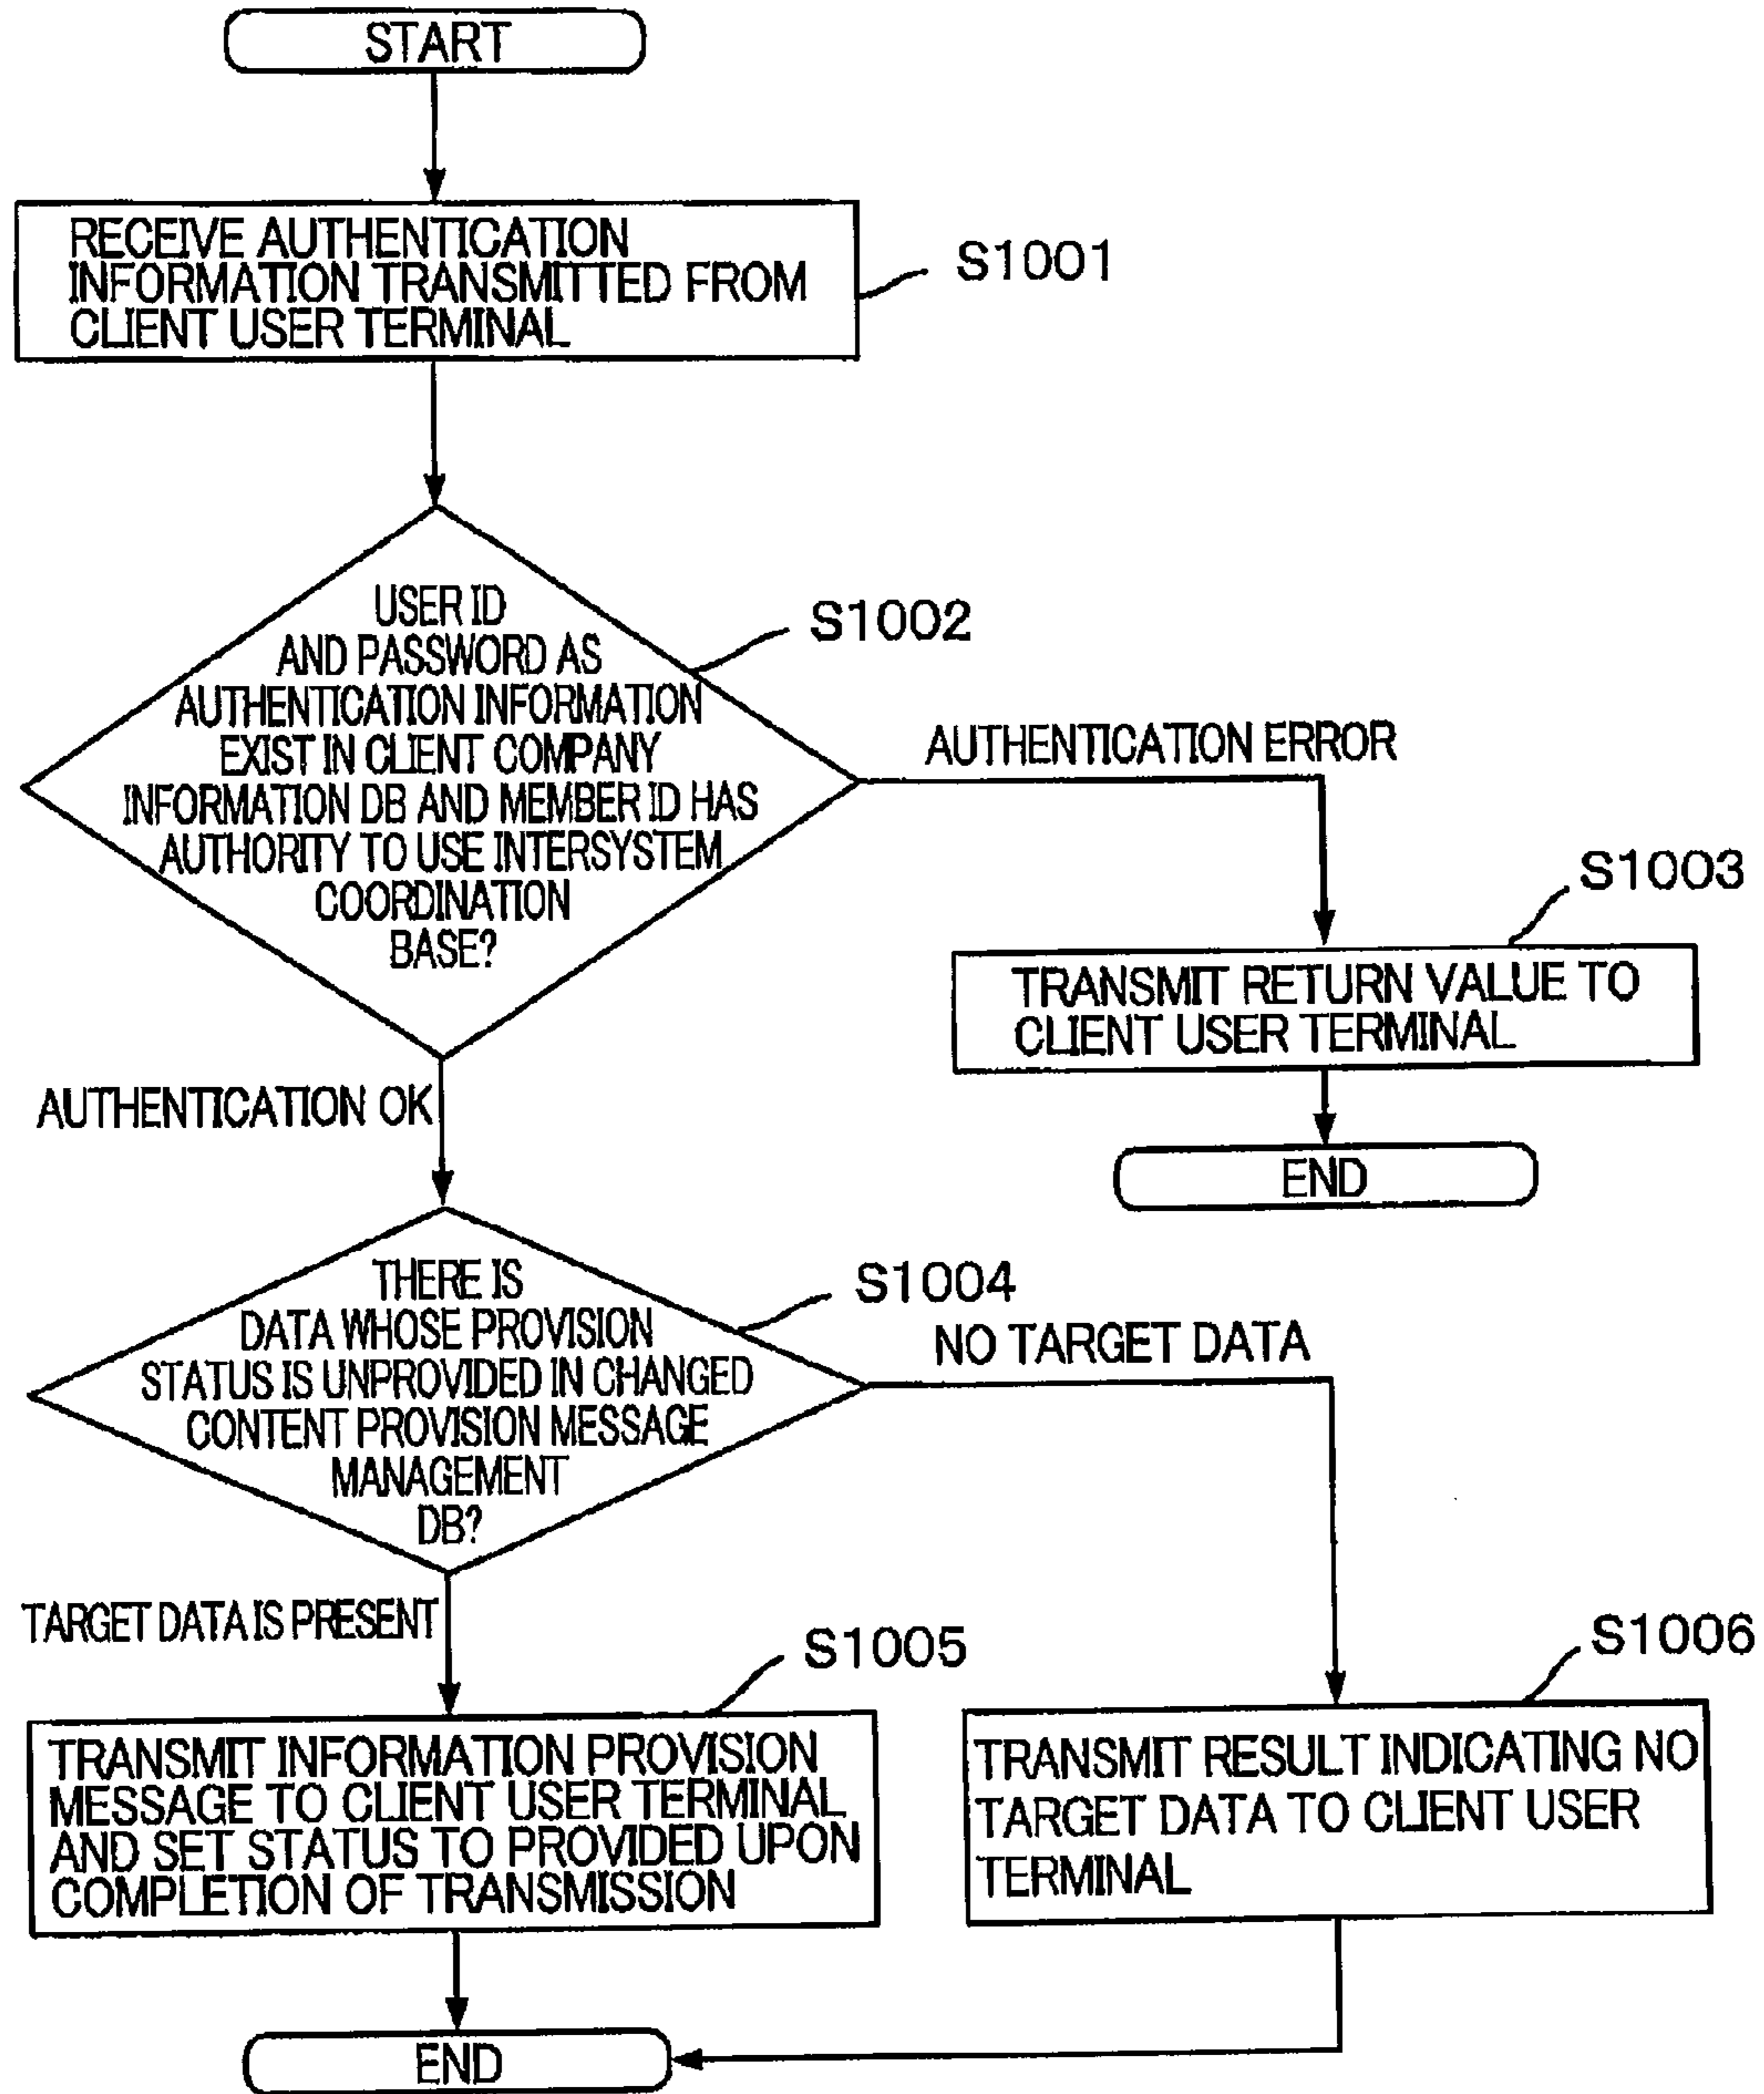 START
RECEIVE AUTHENTICATION
INFORMATION TRANSMITTED FROM
CLIENT USER TERMINAL
S1001
USER ID
AND PASSWORD AS
AUTHENTICATION INFORMATION
EXIST IN CLIENT COMPANY
INFORMATION DB AND MEMBER ID HAS
AUTHORITY TO USE INTERSYSTEM
COORDINATION
BASE?
S1002
AUTHENTICATION ERROR
S1003
TRANSMIT RETURN VALUE TO
CLIENT USER TERMINAL
END
AUTHENTICATION OK
THERE IS
DATA WHOSE PROVISION
STATUS IS UNPROVIDED IN CHANGED
CONTENT PROVISION MESSAGE
MANAGEMENT
DB?
S1004
NO TARGET DATA
TARGET DATA IS PRESENT
S1005
TRANSMIT INFORMATION PROVISION
MESSAGE TO CLIENT USER TERMINAL
AND SET STATUS TO PROVIDED UPON
COMPLETION OF TRANSMISSION
S1006
TRANSMIT RESULT INDICATING NO
TARGET DATA TO CLIENT USER
TERMINAL
END